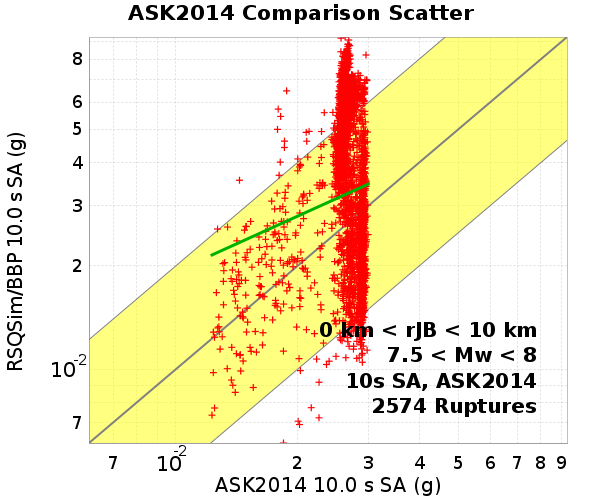 ASK2014 Comparison Scatter
RSQSim/BBP 10.0 s SA (g)
8
6
5
4
3
2
10-2
7
0 km < rJB < 10 km
7.5 < Mw < 8
10s SA, ASK2014
2574 Ruptures
7 10-2 2 3 4 5 6 7 8 9
ASK2014 10.0 s SA (g)